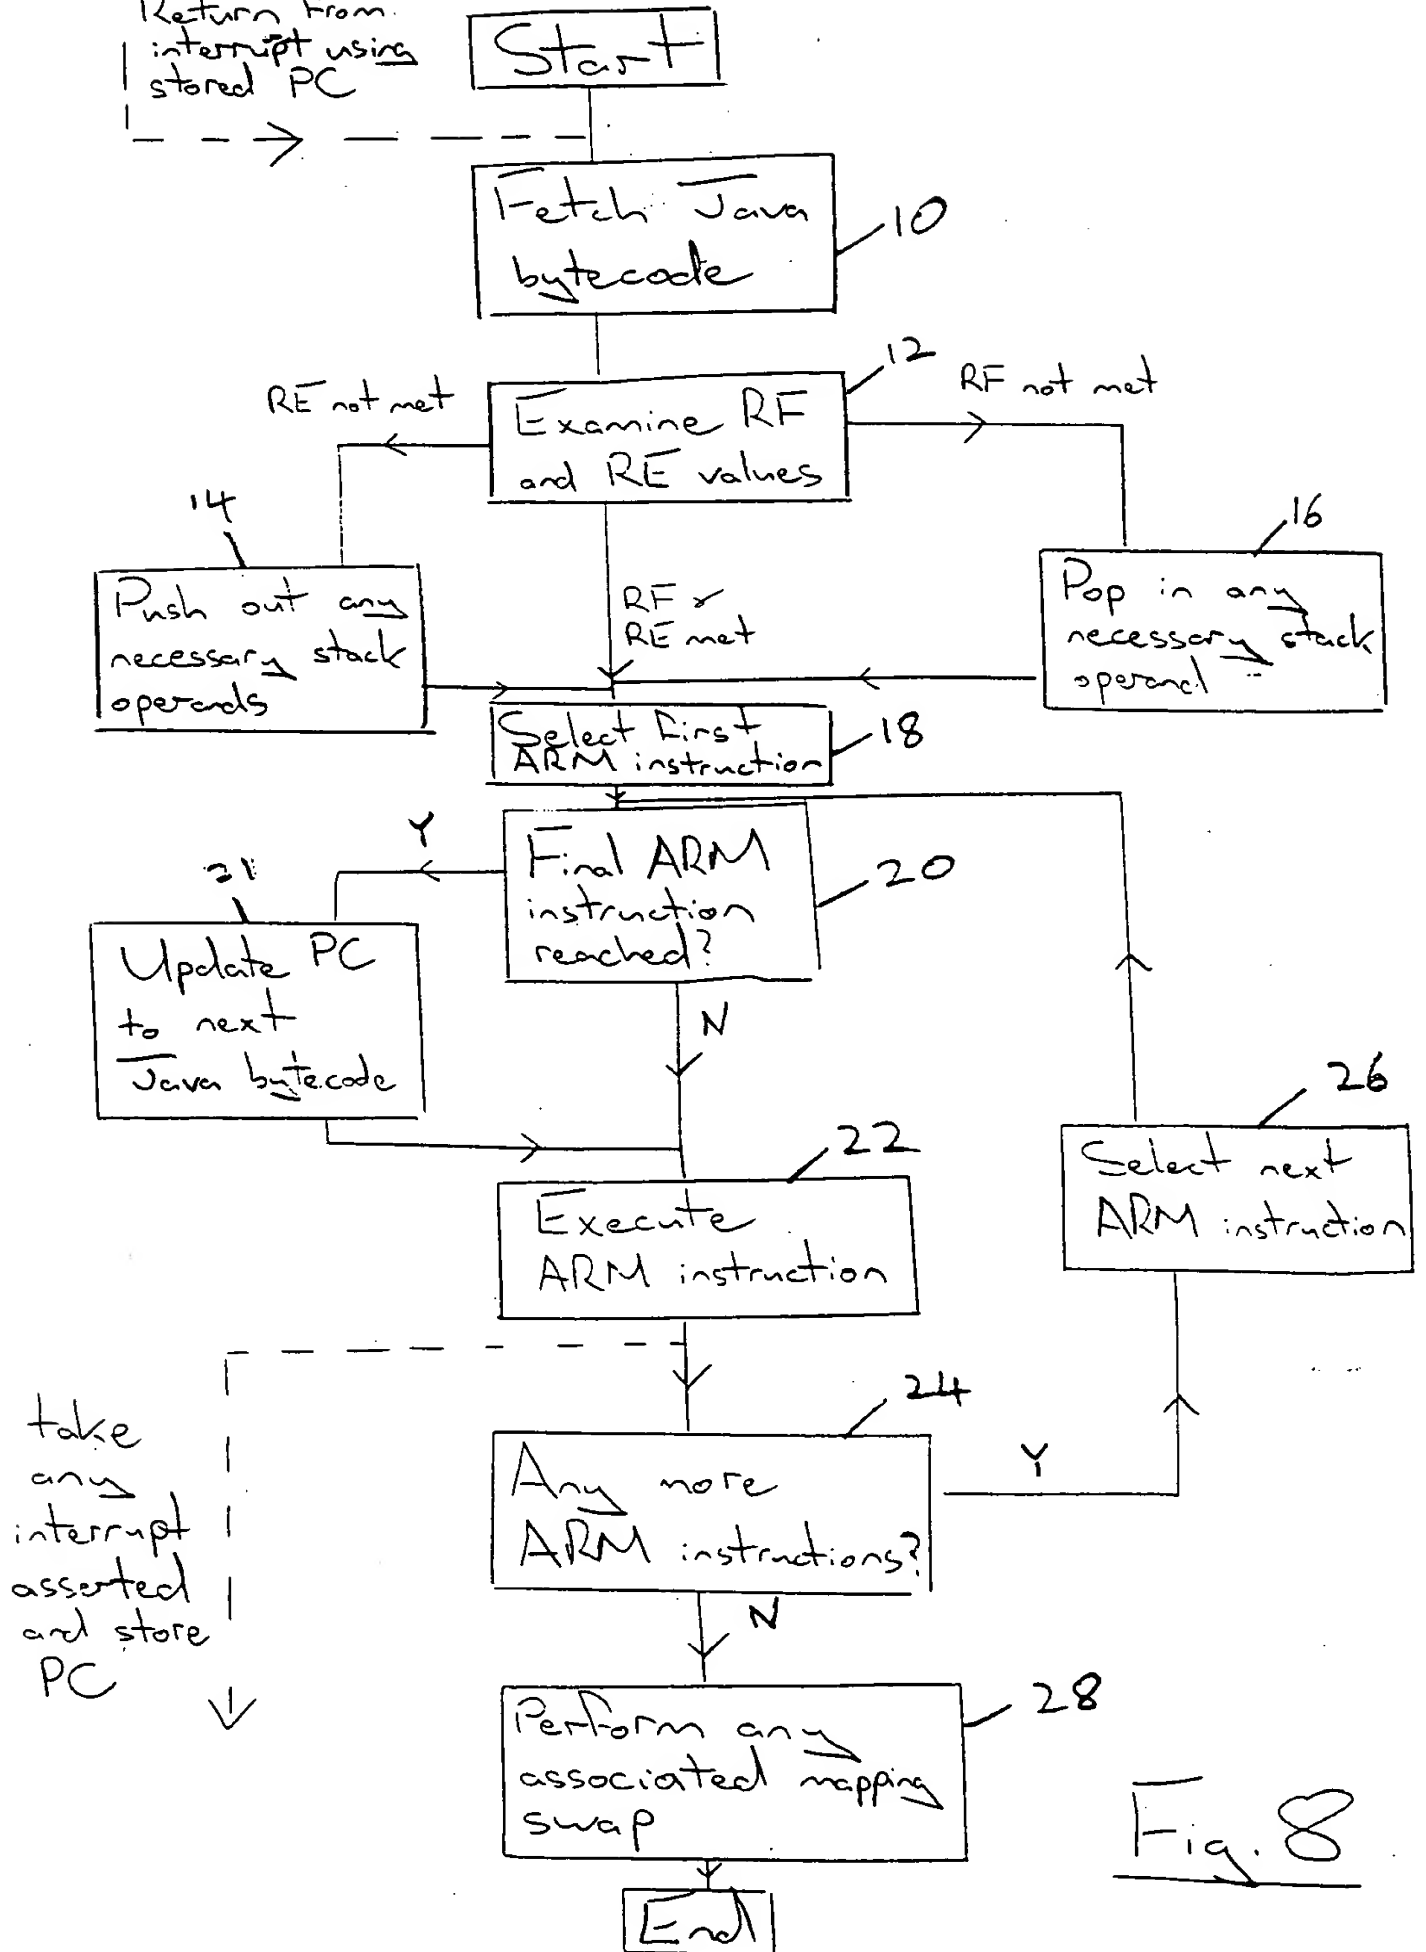 Return from
interrupt using
stored PC
Start
Fetch Java
bytecode
10
12
RE not met
RF not met
Examine RF
and RE values
14
16
Push out any
necessary stack
operands
RF &
RE met
Pop in any
necessary stack
operand
Select First
ARM instruction
18
Y
Final ARM
instruction
reached?
20
21
Update PC
to next
Java bytecode
N
26
22
Select next
ARM instruction
Execute
ARM instruction
24
take
any
interrupt
asserted
and store
PC
Any more
ARM instructions?
Y
N
28
Perform any
associated mapping
swap
Fig. 8
End